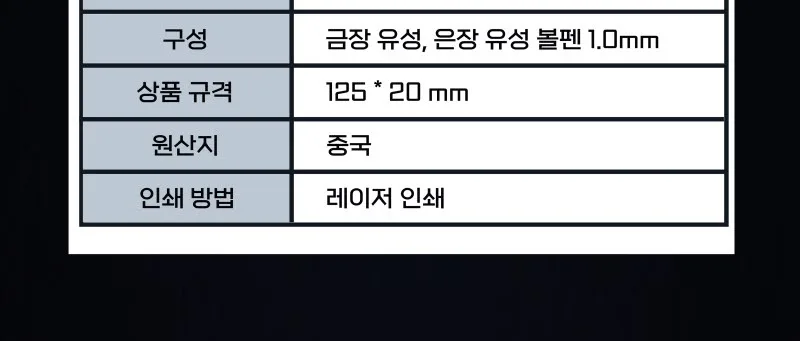 구성 금장 유성, 은장 유성 볼펜 1.0mm
상품 규격 125 * 20 mm
원산지 중국
인쇄 방법 레이저 인쇄